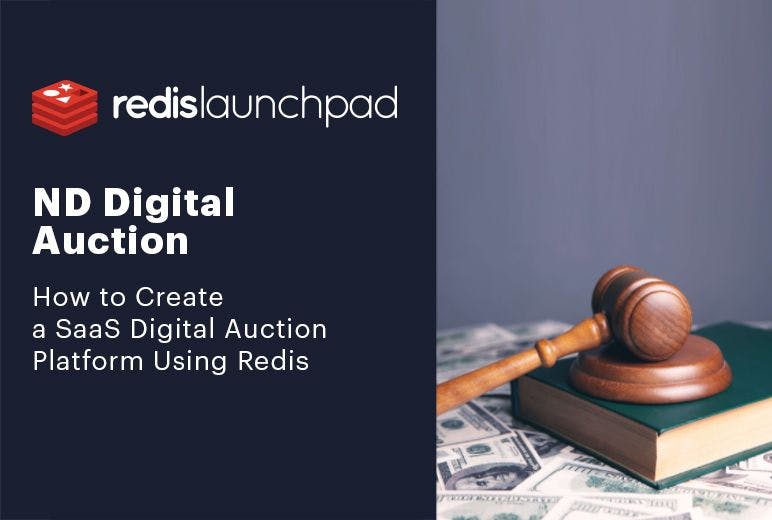 redislaunchpad
ND Digital
Auction
How to Create
a SaaS Digital Auction
Platform Using Redis